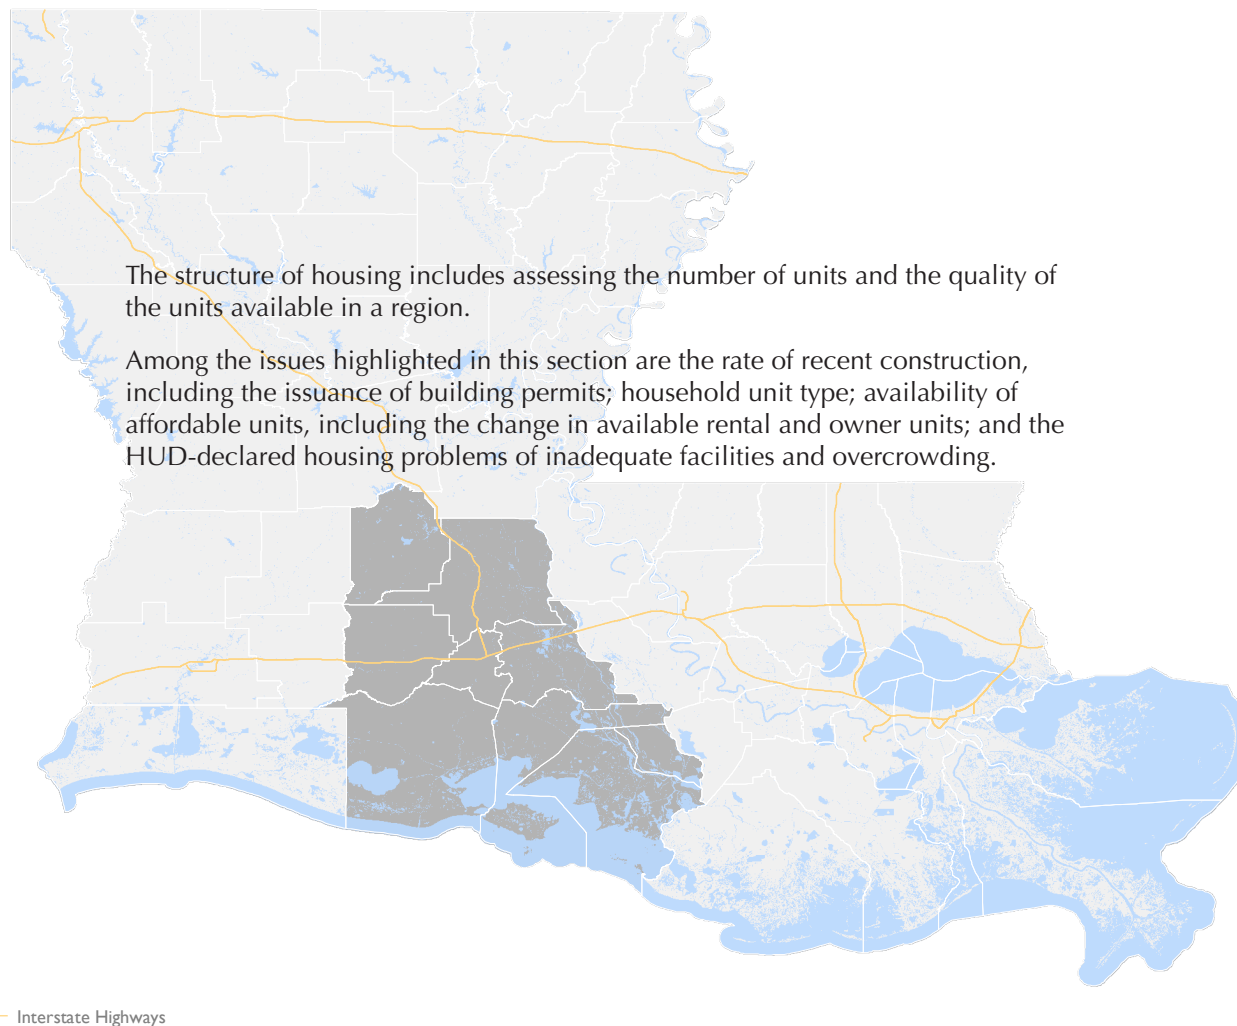 The structure of housing includes assessing the number of units and the quality of
the units available in a region.
Among the issues highlighted in this section are the rate of recent construction,
including the issuance of building permits; household unit type; availability of
affordable units, including the change in available rental and owner units; and the
HUD-declared housing problems of inadequate facilities and overcrowding.
Interstate Highways